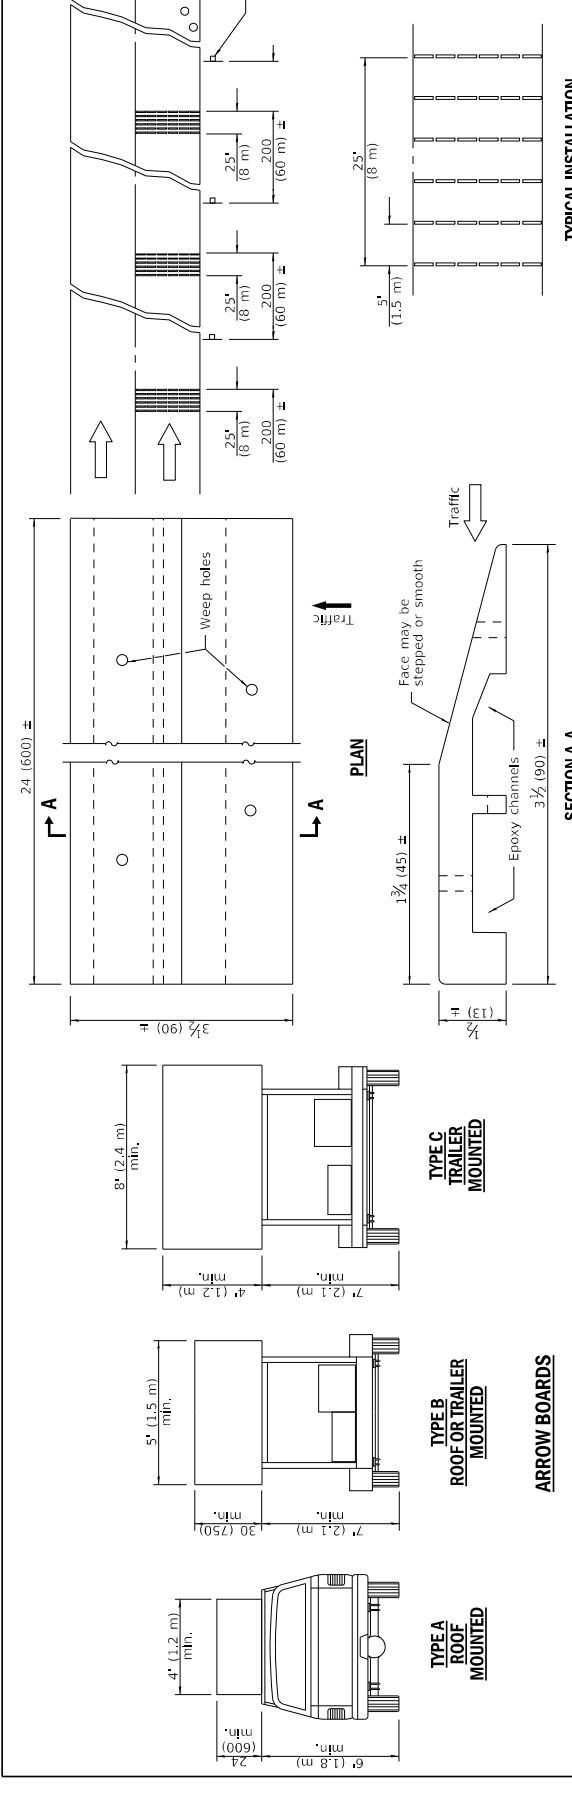 4' (1.2 m)
min.
24
(600)
min.
6' (1.8 m)
min.
TYPE A
ROOF
MOUNTED
5' (1.5 m)
min.
30 (750)
min.
7' (2.1 m)
min.
TYPE B
ROOF OR TRAILER
MOUNTED
8' (2.4 m)
min.
4' (1.2 m)
min.
7' (2.1 m)
min.
TYPE C
TRAILER
MOUNTED
ARROW BOARDS
24 (600) ±
3½ (90) ±
A
A
Weep holes
Traffic
PLAN
1¾ (45) ±
½
(13) ±
Face may be
stepped or smooth
Traffic
Epoxy channels
3½ (90) ±
SECTION A-A
25'
(8 m)
200
(60 m) ±
25'
(8 m)
200
(60 m) ±
25'
(8 m)
200
(60 m) ±
25'
(8 m)
5'
(1.5 m)
TYPICAL INSTALLATION